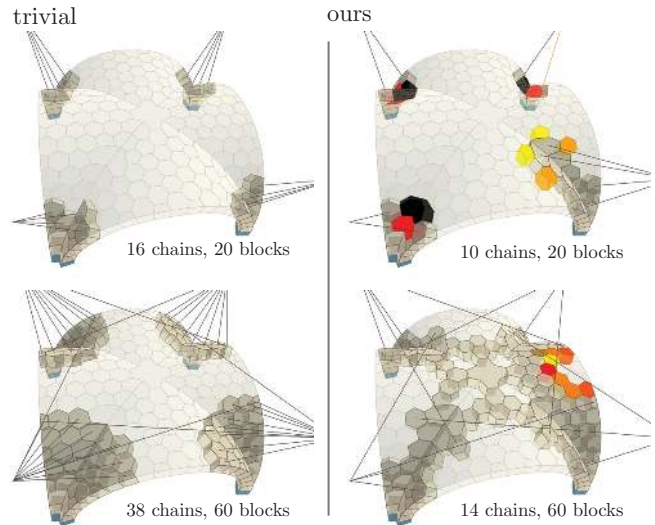 trivial
ours
16 chains, 20 blocks
10 chains, 20 blocks
38 chains, 60 blocks
14 chains, 60 blocks